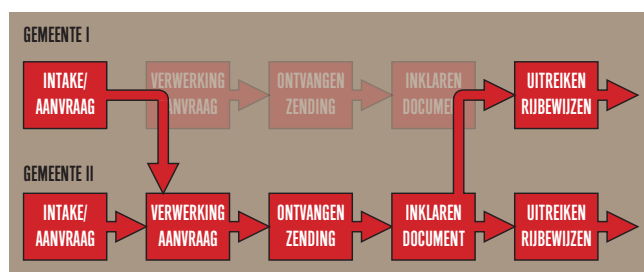 GEMEENTE I
INTAKE/
AANVRAAG
VERWERKING
AANVRAAG
ONTVANGEN
ZENDING
INKLAREN
DOCUMENT
UITREIKEN
RIJBEWIJZEN
GEMEENTE II
INTAKE/
AANVRAAG
VERWERKING
AANVRAAG
ONTVANGEN
ZENDING
INKLAREN
DOCUMENT
UITREIKEN
RIJBEWIJZEN